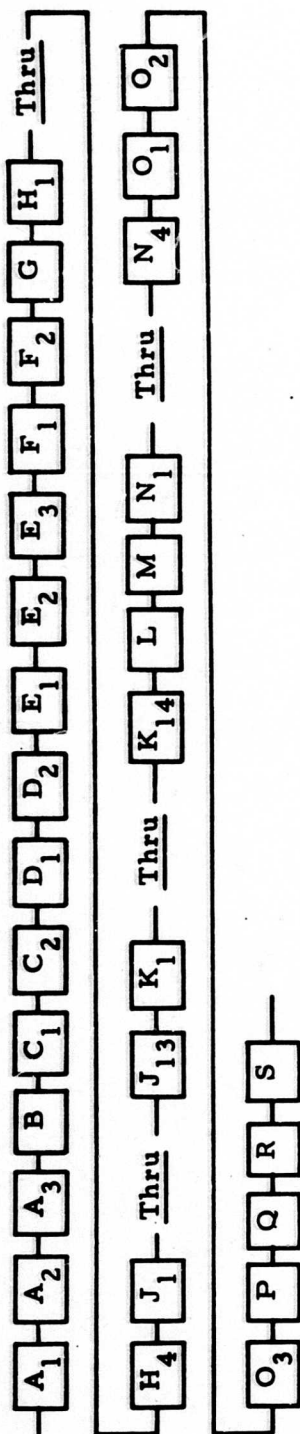 A1 A2 A3 B C1 C2 D1 D2 E1 E2 E3 F1 F2 G H1 Thru
H4 J1 Thru J13 K1 Thru K14 L M N1 Thru N4 O1 O2
O3 P Q R S